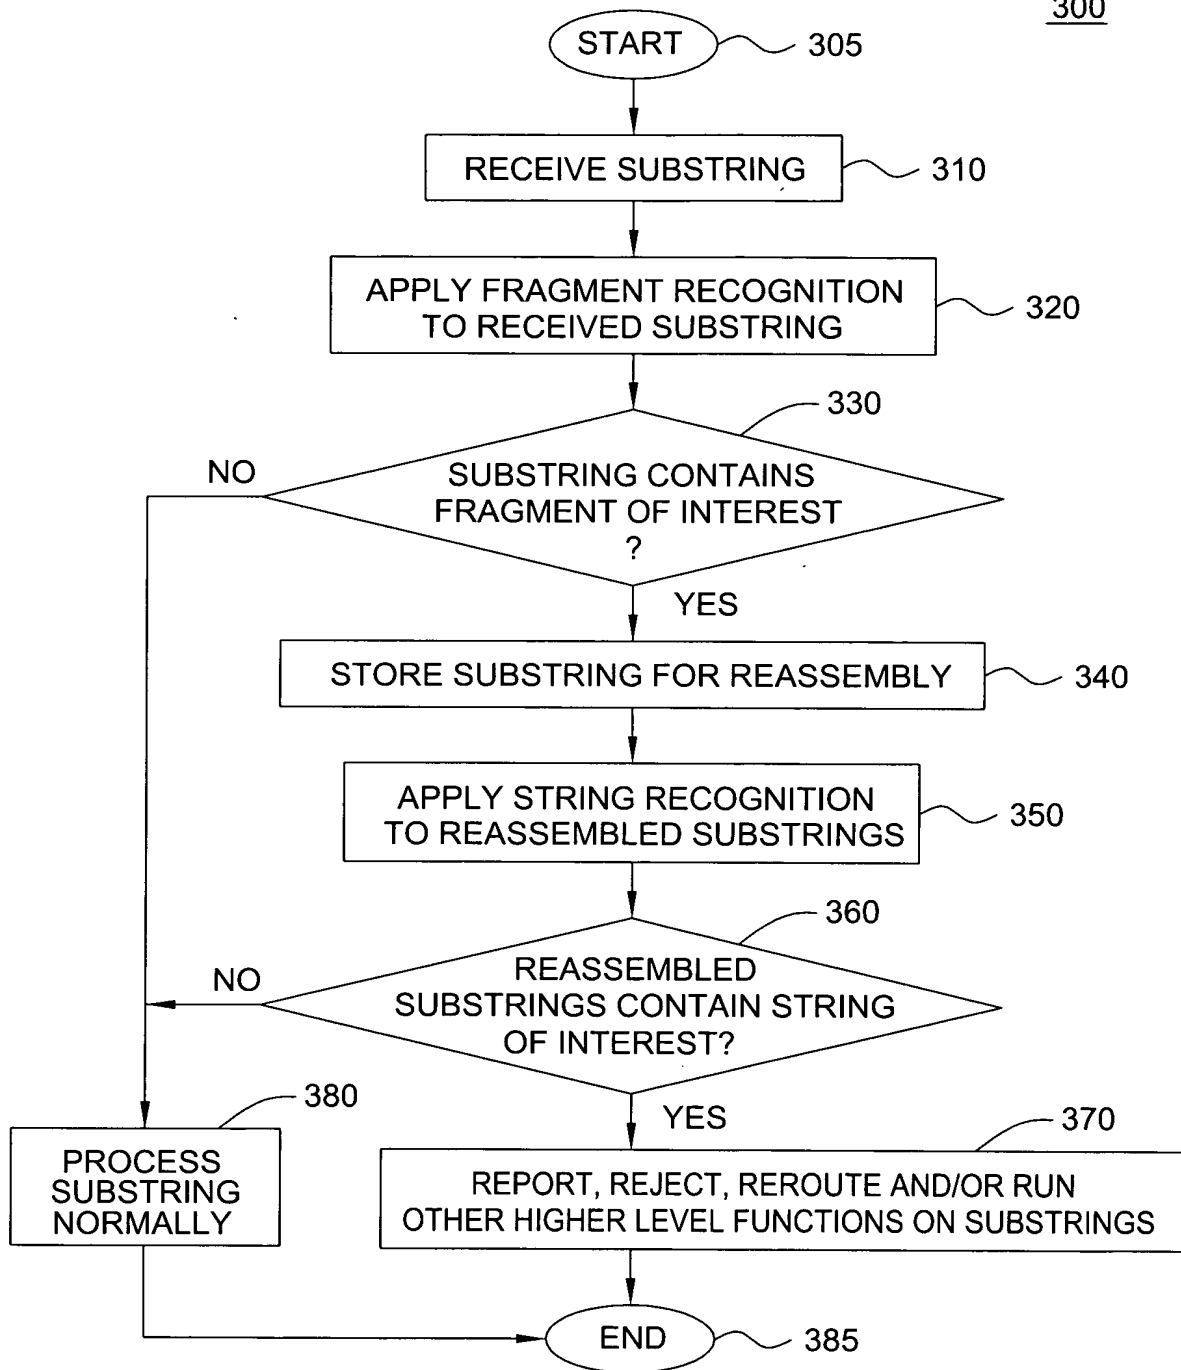 300
START
305
RECEIVE SUBSTRING
310
APPLY FRAGMENT RECOGNITION
TO RECEIVED SUBSTRING
320
330
NO
SUBSTRING CONTAINS
FRAGMENT OF INTEREST
?
YES
STORE SUBSTRING FOR REASSEMBLY
340
APPLY STRING RECOGNITION
TO REASSEMBLED SUBSTRINGS
350
360
NO
REASSEMBLED
SUBSTRINGS CONTAIN STRING
OF INTEREST?
380
YES
370
PROCESS
SUBSTRING
NORMALLY
REPORT, REJECT, REROUTE AND/OR RUN
OTHER HIGHER LEVEL FUNCTIONS ON SUBSTRINGS
END
385